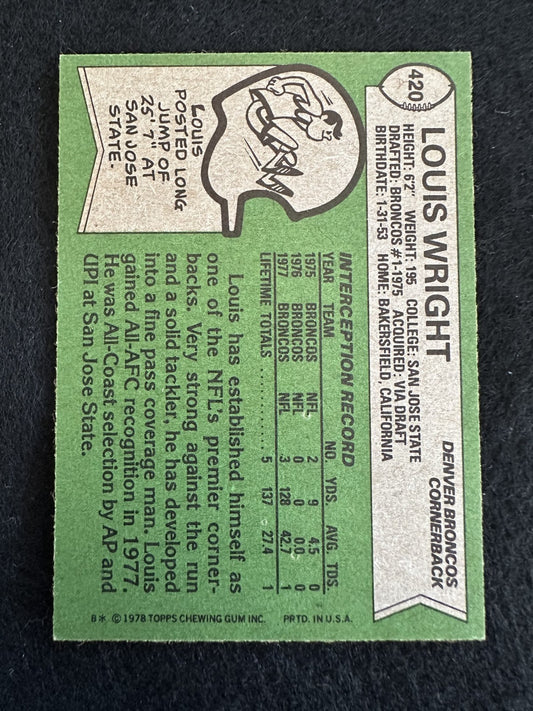 420
LOUIS WRIGHT
DENVER BRONCOS
CORNERBACK
HEIGHT: 6'2" WEIGHT: 195 COLLEGE: SAN JOSE STATE
DRAFTED: BRONCOS #1-1975 ACQUIRED: VIA DRAFT
BIRTHDATE: 1-31-53 HOME: BAKERSFIELD, CALIFORNIA
LOUIS
POSTED LONG
JUMP OF
25' 7" AT
SAN JOSE
STATE.
INTERCEPTION RECORD
YEAR TEAM NO. YDS. AVG. TDS
1975 BRONCOS NFL 2 9 4.5 0
1976 BRONCOS NFL 0 0 0.0 0
1977 BRONCOS NFL 3 128 42.7 1
LIFETIME TOTALS .......... 5 137 27.4 1
Louis has established himself as
one of the NFL's premier corner-
backs. Very strong against the run
and a solid tackler, he has developed
into a fine pass coverage man. Louis
gained All-AFC recognition in 1977.
He was All-Coast selection by AP and
UPI at San Jose State.
B* © 1978 TOPPS CHEWING GUM INC. PRTD. IN U.S.A.